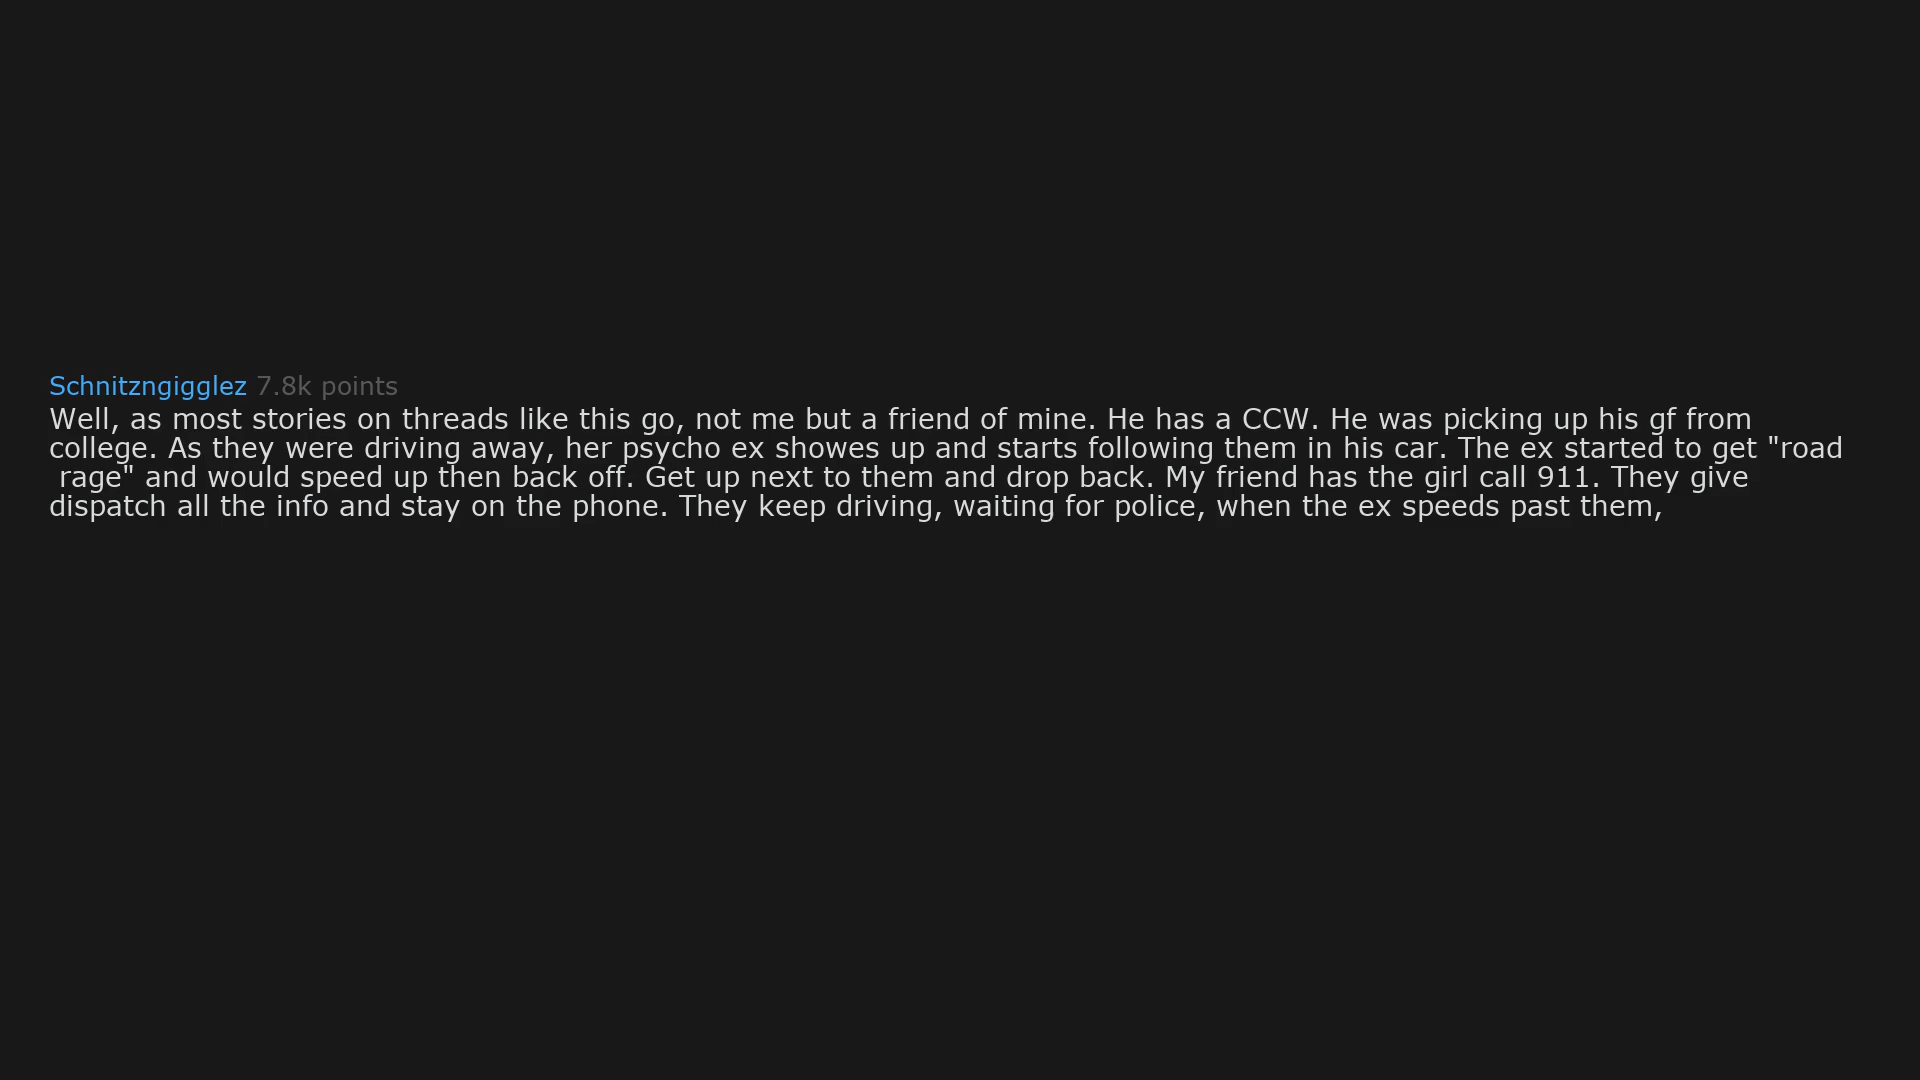 Schnitzngigglez 7.8k points
Well, as most stories on threads like this go, not me but a friend of mine. He has a CCW. He was picking up his gf from
college. As they were driving away, her psycho ex showes up and starts following them in his car. The ex started to get "road
rage" and would speed up then back off. Get up next to them and drop back. My friend has the girl call 911. They give
dispatch all the info and stay on the phone. They keep driving, waiting for police, when the ex speeds past them,